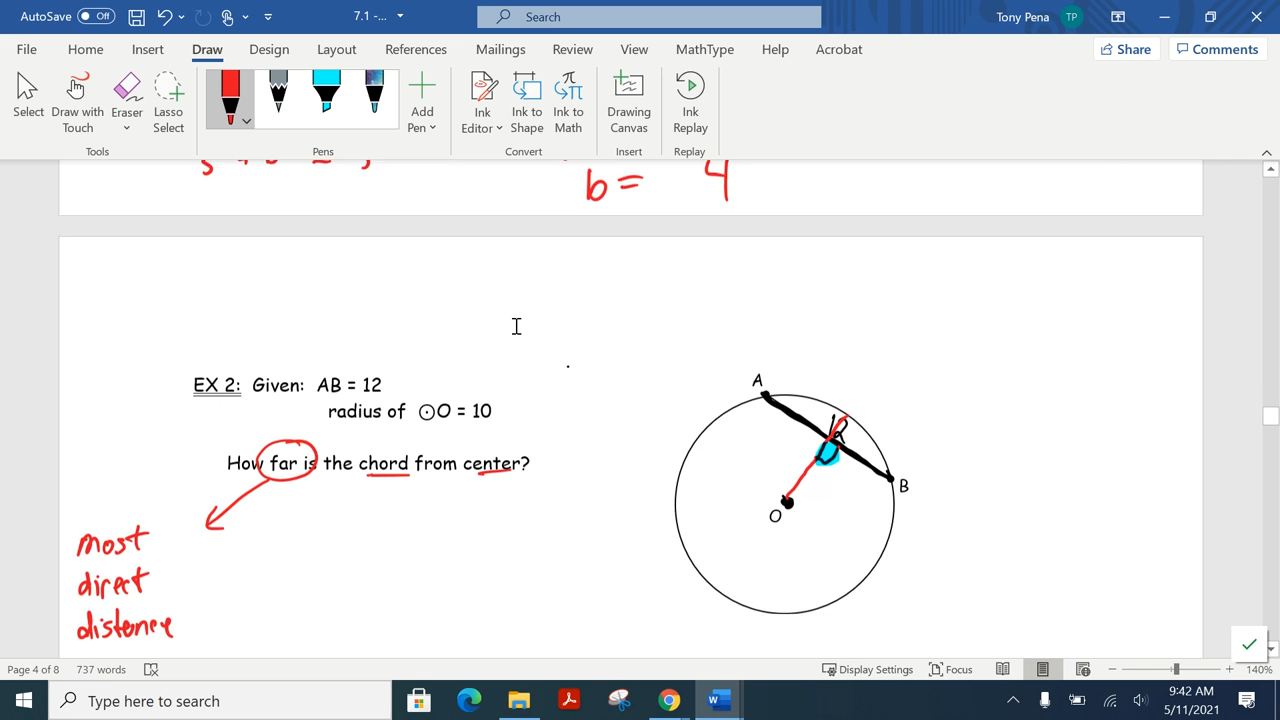 AutoSave Off 7.1 -... Search Tony Pena TP
File Home Insert Draw Design Layout References Mailings Review View MathType Help Acrobat Share Comments
Select Draw with Touch Eraser Lasso Select Add Pen Ink Editor Ink to Shape Ink to Math Drawing Canvas Ink Replay
Tools Pens Convert Insert Replay
b = 4
EX 2: Given: AB = 12
radius of ⊙O = 10
How far is the chord from center?
most
direct
distance
A
12
B
O
Page 4 of 8 737 words Display Settings Focus 140%
Type here to search 9:42 AM
5/11/2021